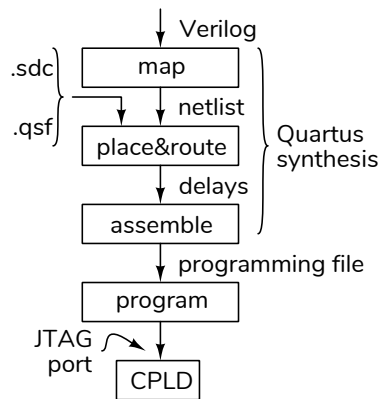 Verilog
.sdc
map
netlist
.qsf
place&route
Quartus
synthesis
delays
assemble
programming file
program
JTAG
port
CPLD